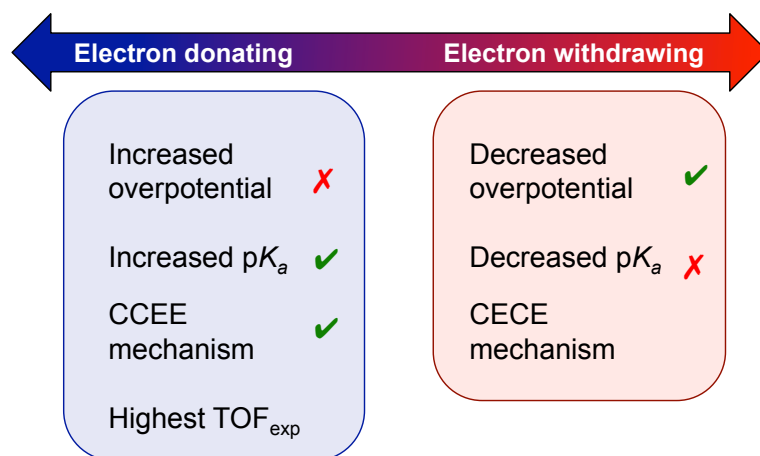 Electron donating Electron withdrawing
Increased
overpotential ✗
Increased pKa ✔
CCEE
mechanism ✔
Highest TOFexp
Decreased
overpotential ✔
Decreased pKa ✗
CECE
mechanism